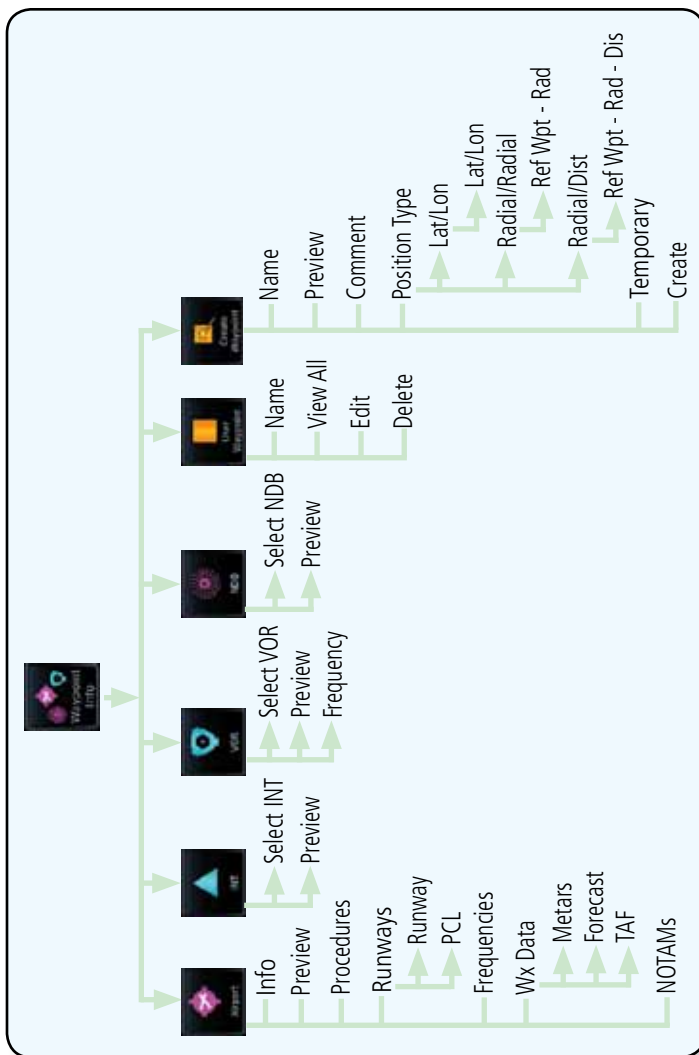 Waypoint
Info
Airport
Info
Preview
Procedures
Runways
Runway
PCL
Frequencies
Wx Data
Metars
Forecast
TAF
NOTAMs
INT
Select INT
Preview
VOR
Select VOR
Preview
Frequency
NDB
Select NDB
Preview
User
Waypoint
Name
View All
Edit
Delete
Create
Waypoint
Name
Preview
Comment
Position Type
Lat/Lon
Lat/Lon
Radial/Radial
Ref Wpt - Rad
Radial/Dist
Ref Wpt - Rad - Dis
Temporary
Create